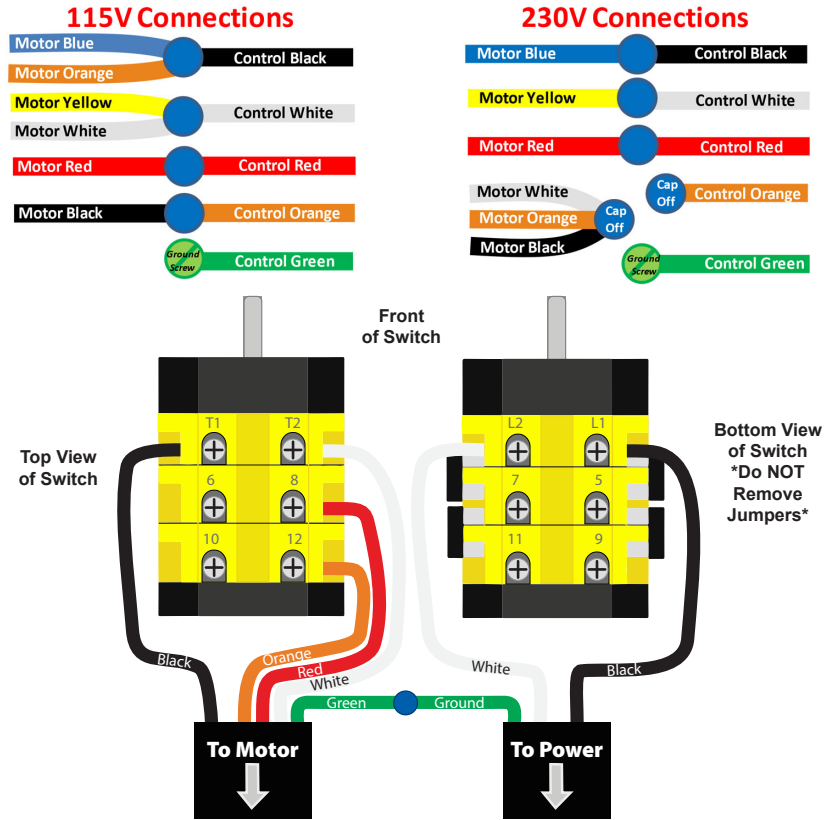 115V Connections
Motor Blue
Motor Orange
Control Black
Motor Yellow
Motor White
Control White
Motor Red
Control Red
Motor Black
Control Orange
Ground
Screw
Control Green
230V Connections
Motor Blue
Control Black
Motor Yellow
Control White
Motor Red
Control Red
Motor White
Motor Orange
Motor Black
Cap
Off
Cap
Off
Control Orange
Ground
Screw
Control Green
Front
of Switch
Top View
of Switch
T1
T2
6
8
10
12
L2
L1
7
5
11
9
Bottom View
of Switch
*Do NOT
Remove
Jumpers*
Black
Orange
Red
White
Green
Ground
White
Black
To Motor
To Power